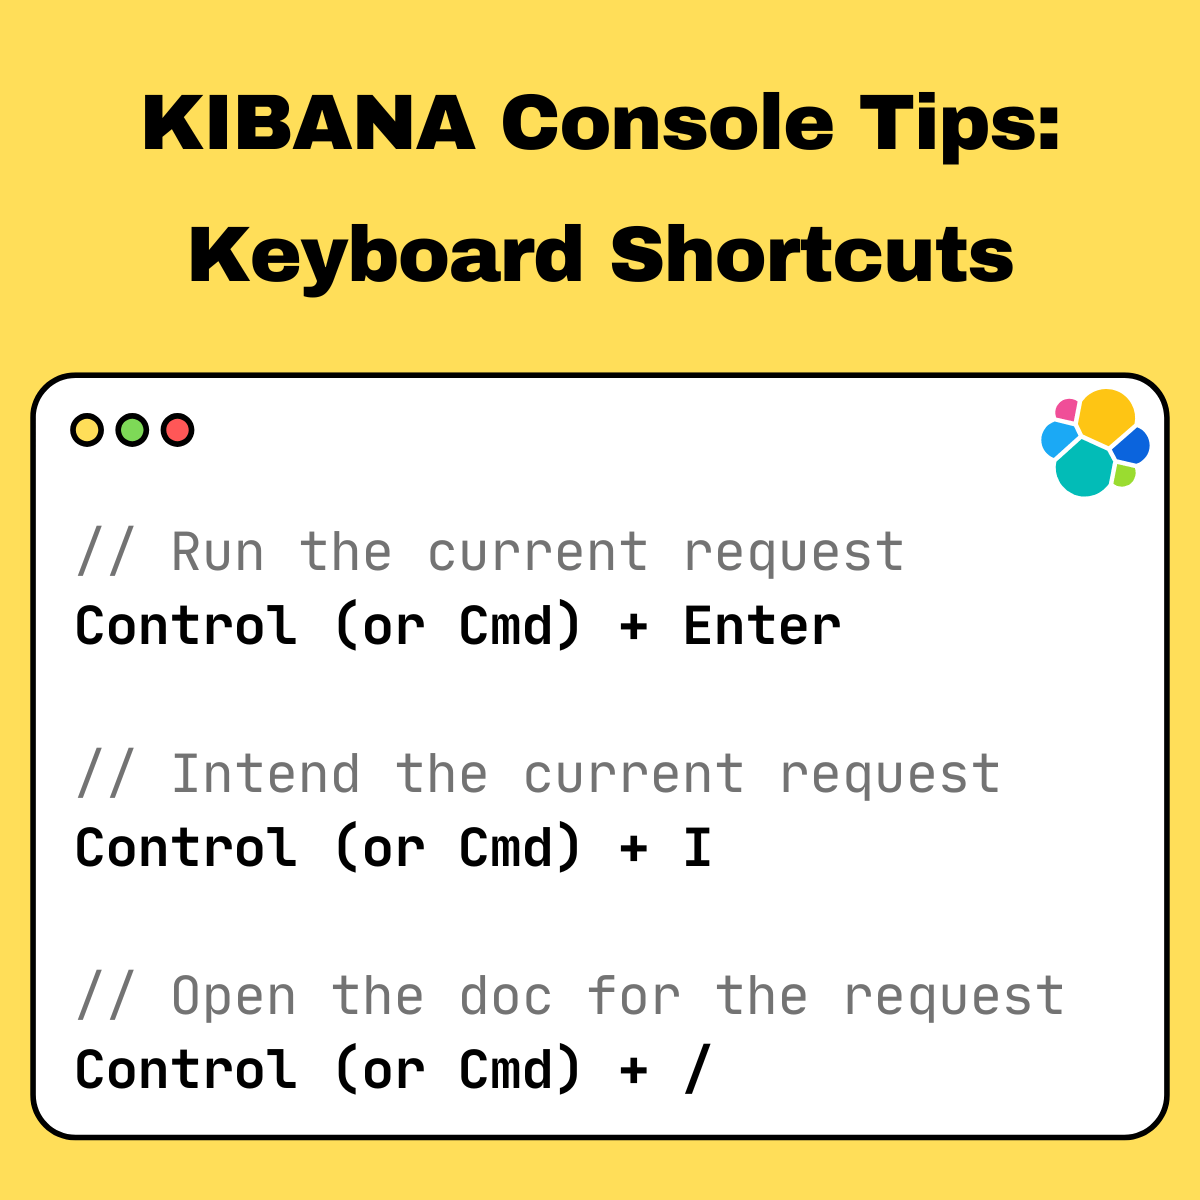 KIBANA Console Tips:
Keyboard Shortcuts
// Run the current request
Control (or Cmd) + Enter
// Intend the current request
Control (or Cmd) + I
// Open the doc for the request
Control (or Cmd) + /